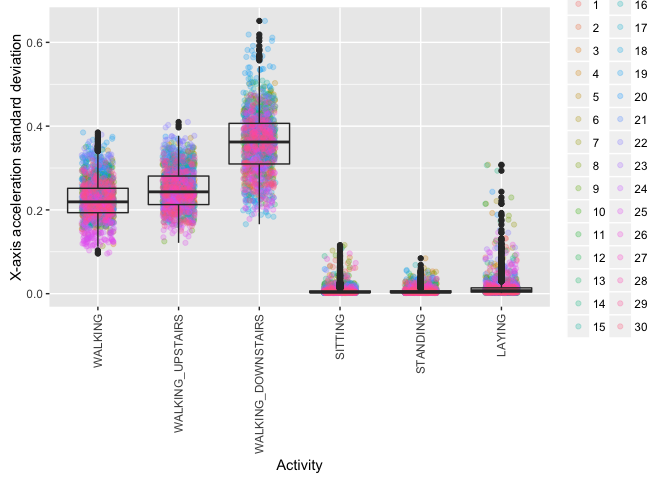 X-axis acceleration standard deviation
0.6
0.4
0.2
0.0
WALKING
WALKING_UPSTAIRS
WALKING_DOWNSTAIRS
SITTING
STANDING
LAYING
Activity
1 16
2 17
3 18
4 19
5 20
6 21
7 22
8 23
9 24
10 25
11 26
12 27
13 28
14 29
15 30